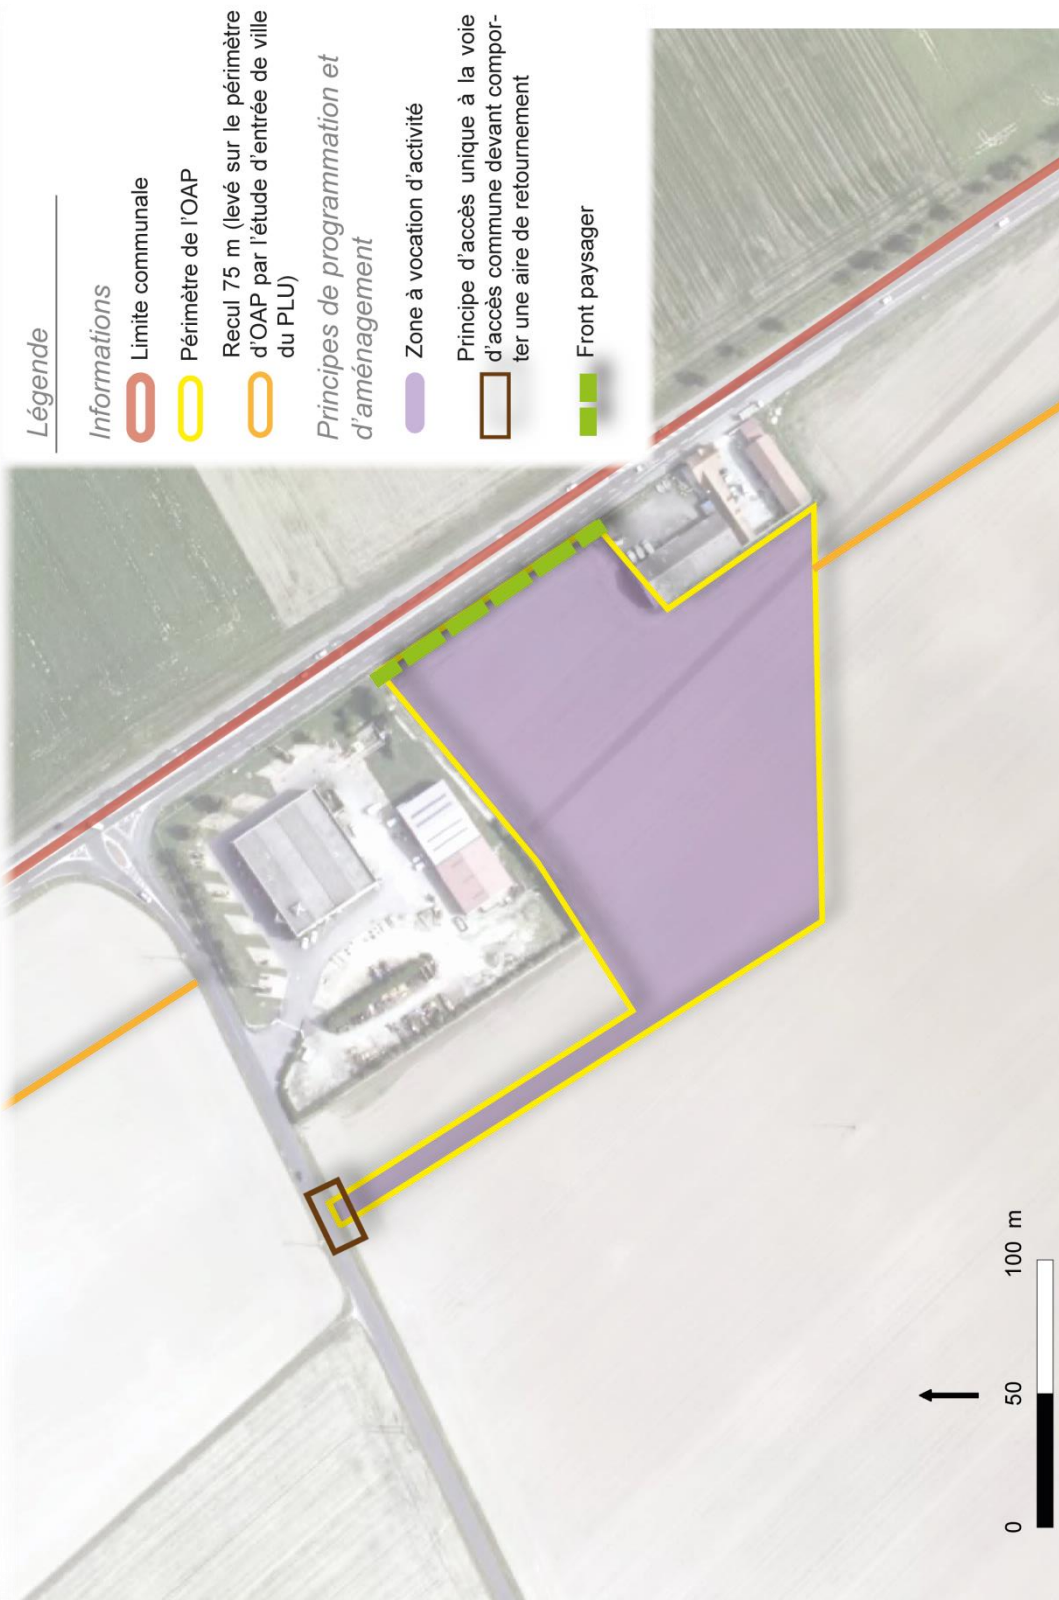 Légende
Informations
Limite communale
Périmètre de l'OAP
Recul 75 m (levé sur le périmètre
d'OAP par l'étude d'entrée de ville
du PLU)
Principes de programmation et
d'aménagement
Zone à vocation d'activité
Principe d'accès unique à la voie
d'accès commune devant compor-
ter une aire de retournement
Front paysager
0 50 100 m